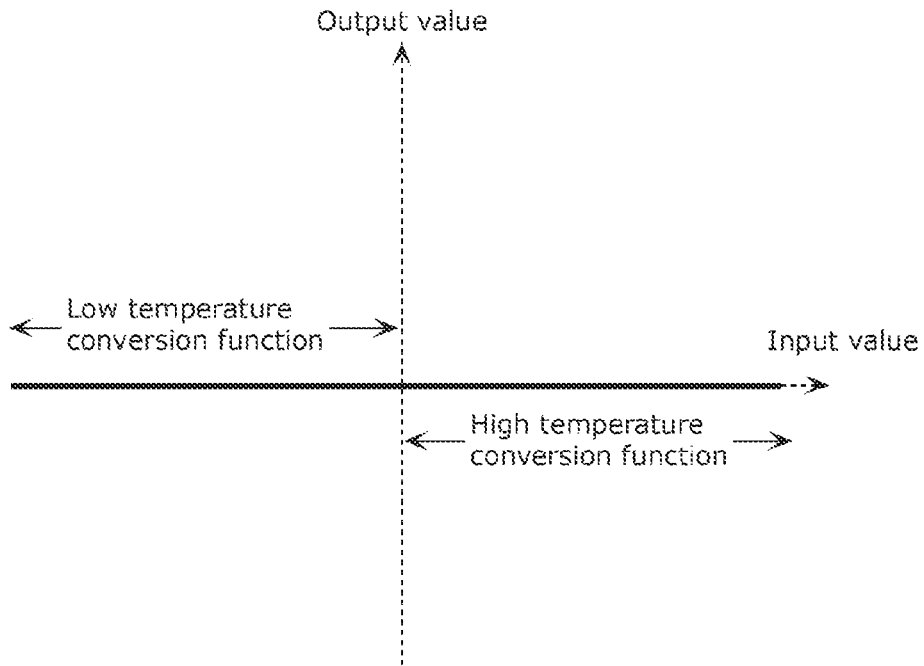 Output value
Low temperature
conversion function
Input value
High temperature
conversion function